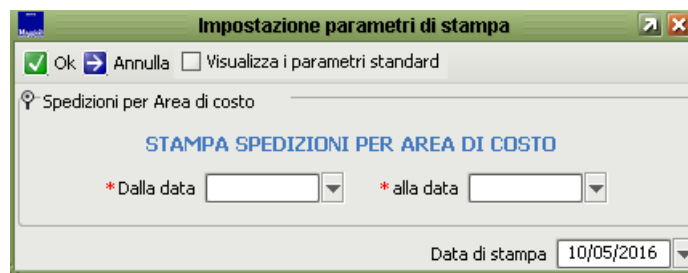 Impostazione parametri di stampa
Ok Annulla Visualizza i parametri standard
Spedizioni per Area di costo
STAMPA SPEDIZIONI PER AREA DI COSTO
*Dalla data *alla data
Data di stampa 10/05/2016